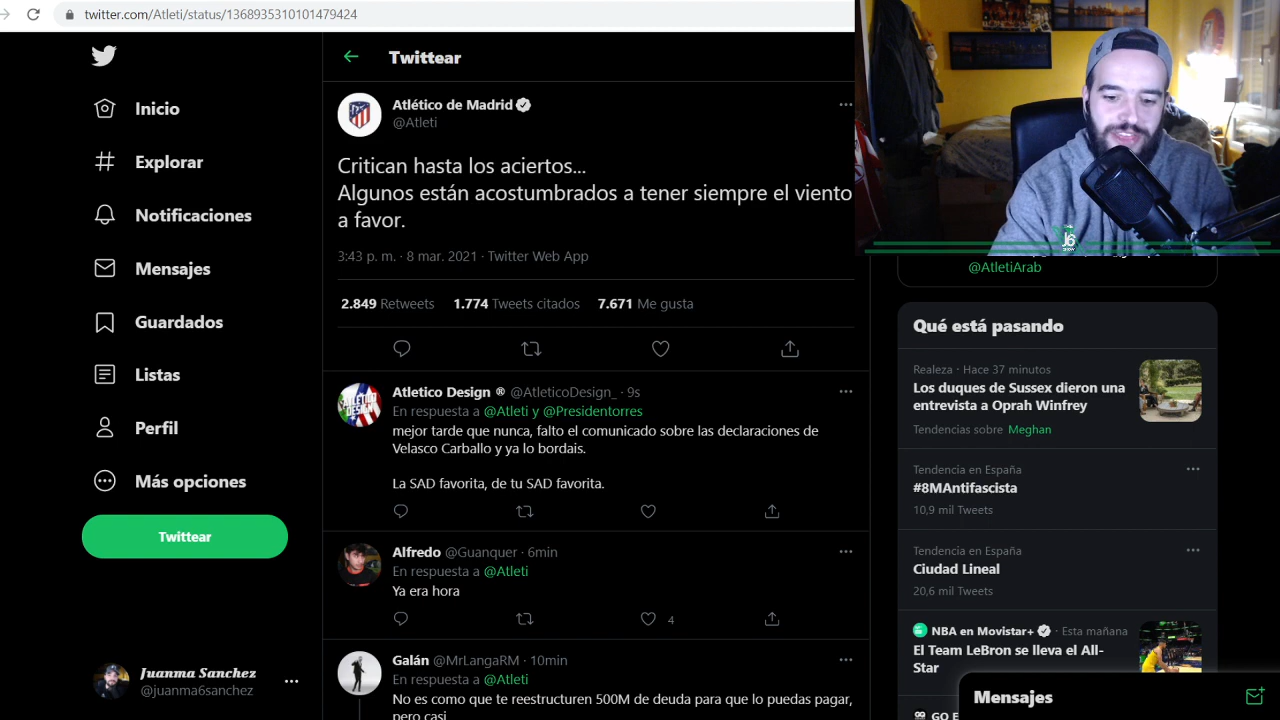 twitter.com/Atleti/status/1368935310101479424
Inicio
Explorar
Notificaciones
Mensajes
Guardados
Listas
Perfil
Más opciones
Twittear
Juanma Sanchez
@juanma6sanchez
Twittear
Atlético de Madrid
@Atleti
Critican hasta los aciertos...
Algunos están acostumbrados a tener siempre el viento
a favor.
3:43 p. m. · 8 mar. 2021 · Twitter Web App
2.849 Retweets 1.774 Tweets citados 7.671 Me gusta
Atletico Design ® @AtleticoDesign_ · 9s
En respuesta a @Atleti y @Presidentorres
mejor tarde que nunca, falto el comunicado sobre las declaraciones de
Velasco Carballo y ya lo bordais.
La SAD favorita, de tu SAD favorita.
Alfredo @Guanquer · 6min
En respuesta a @Atleti
Ya era hora
4
Galán @MrLangaRM · 10min
En respuesta a @Atleti
No es como que te reestructuren 500M de deuda para que lo puedas pagar,
pero casi
J6
@AtletiArab
Qué está pasando
Realeza · Hace 37 minutos
Los duques de Sussex dieron una
entrevista a Oprah Winfrey
Tendencias sobre Meghan
Tendencia en España
#8MAntifascista
10,9 mil Tweets
Tendencia en España
Ciudad Lineal
20,6 mil Tweets
NBA en Movistar+ · Esta mañana
El Team LeBron se lleva el All-
Star
Mensajes